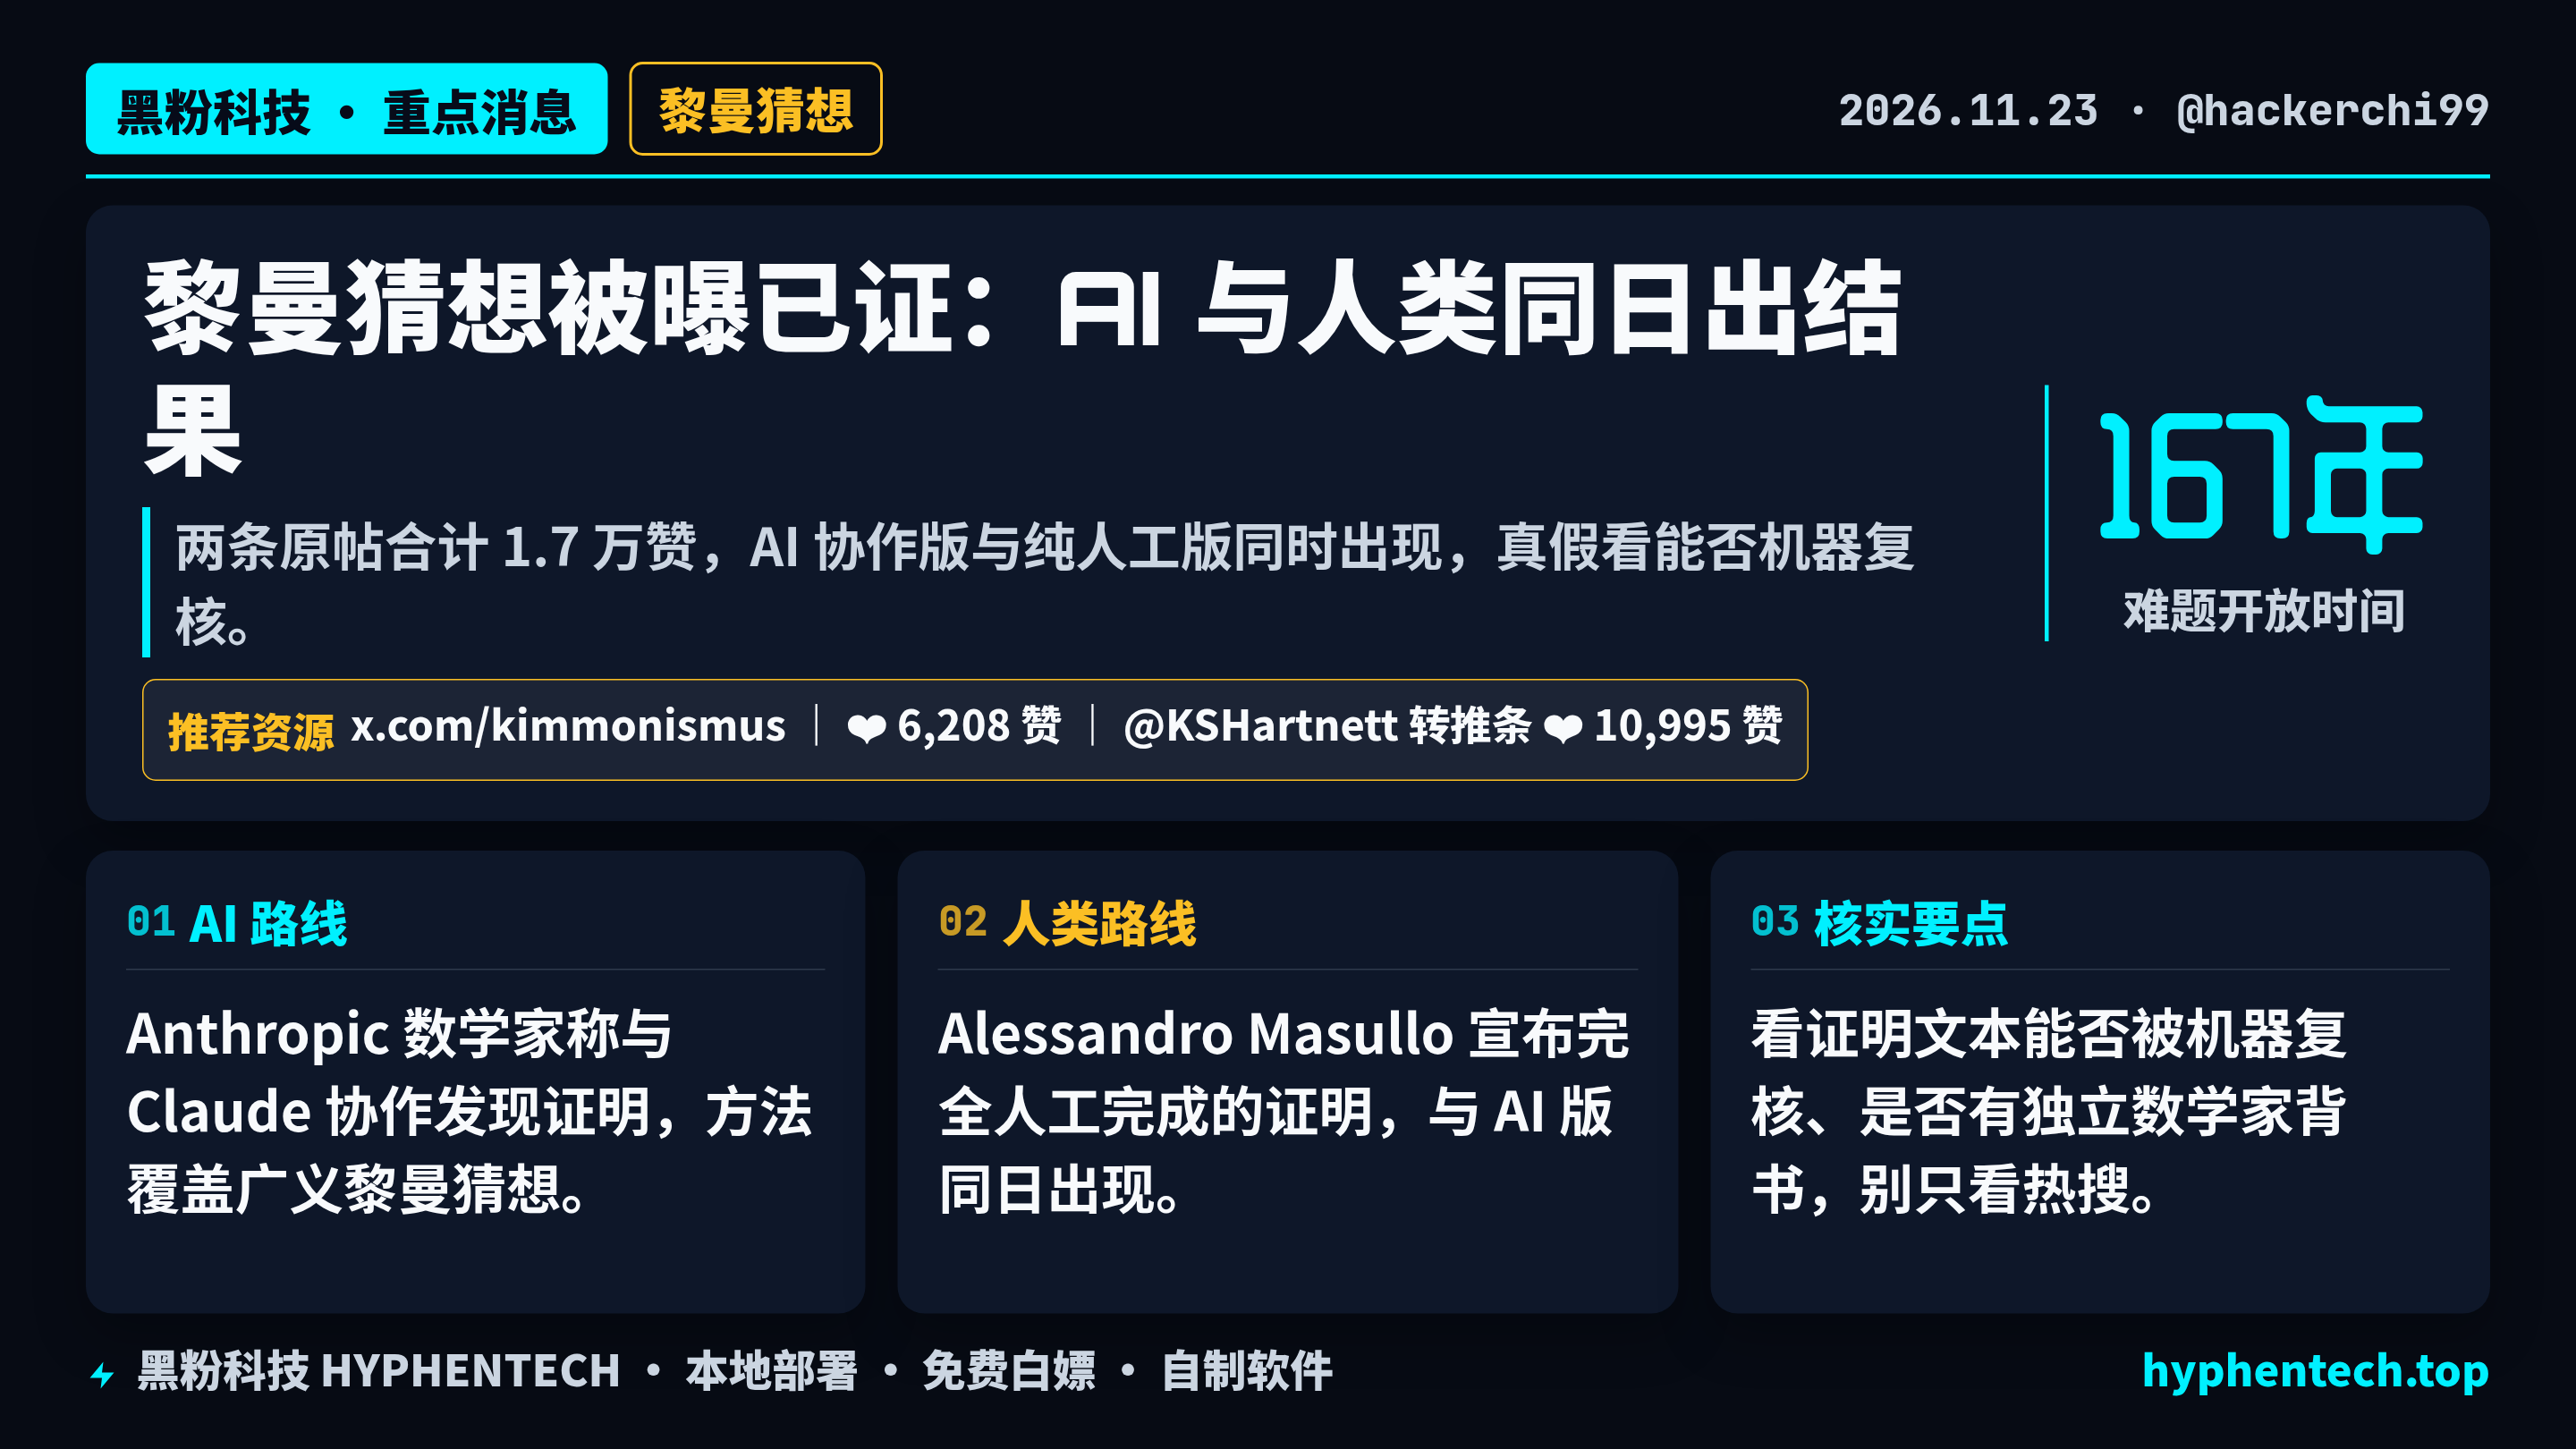 黑粉科技 · 重点消息
黎曼猜想
2026.11.23 · @hackerchi99
黎曼猜想被曝已证：AI 与人类同日出结
果
两条原帖合计 1.7 万赞，AI 协作版与纯人工版同时出现，真假看能否机器复
核。
推荐资源 x.com/kimmonismus ｜ ❤ 6,208 赞 ｜ @KSHartnett 转推条 ❤ 10,995 赞
167年
难题开放时间
01 AI 路线
Anthropic 数学家称与
Claude 协作发现证明，方法
覆盖广义黎曼猜想。
02 人类路线
Alessandro Masullo 宣布完
全人工完成的证明，与 AI 版
同日出现。
03 核实要点
看证明文本能否被机器复
核、是否有独立数学家背
书，别只看热搜。
黑粉科技 HYPHENTECH · 本地部署 · 免费白嫖 · 自制软件
hyphentech.top